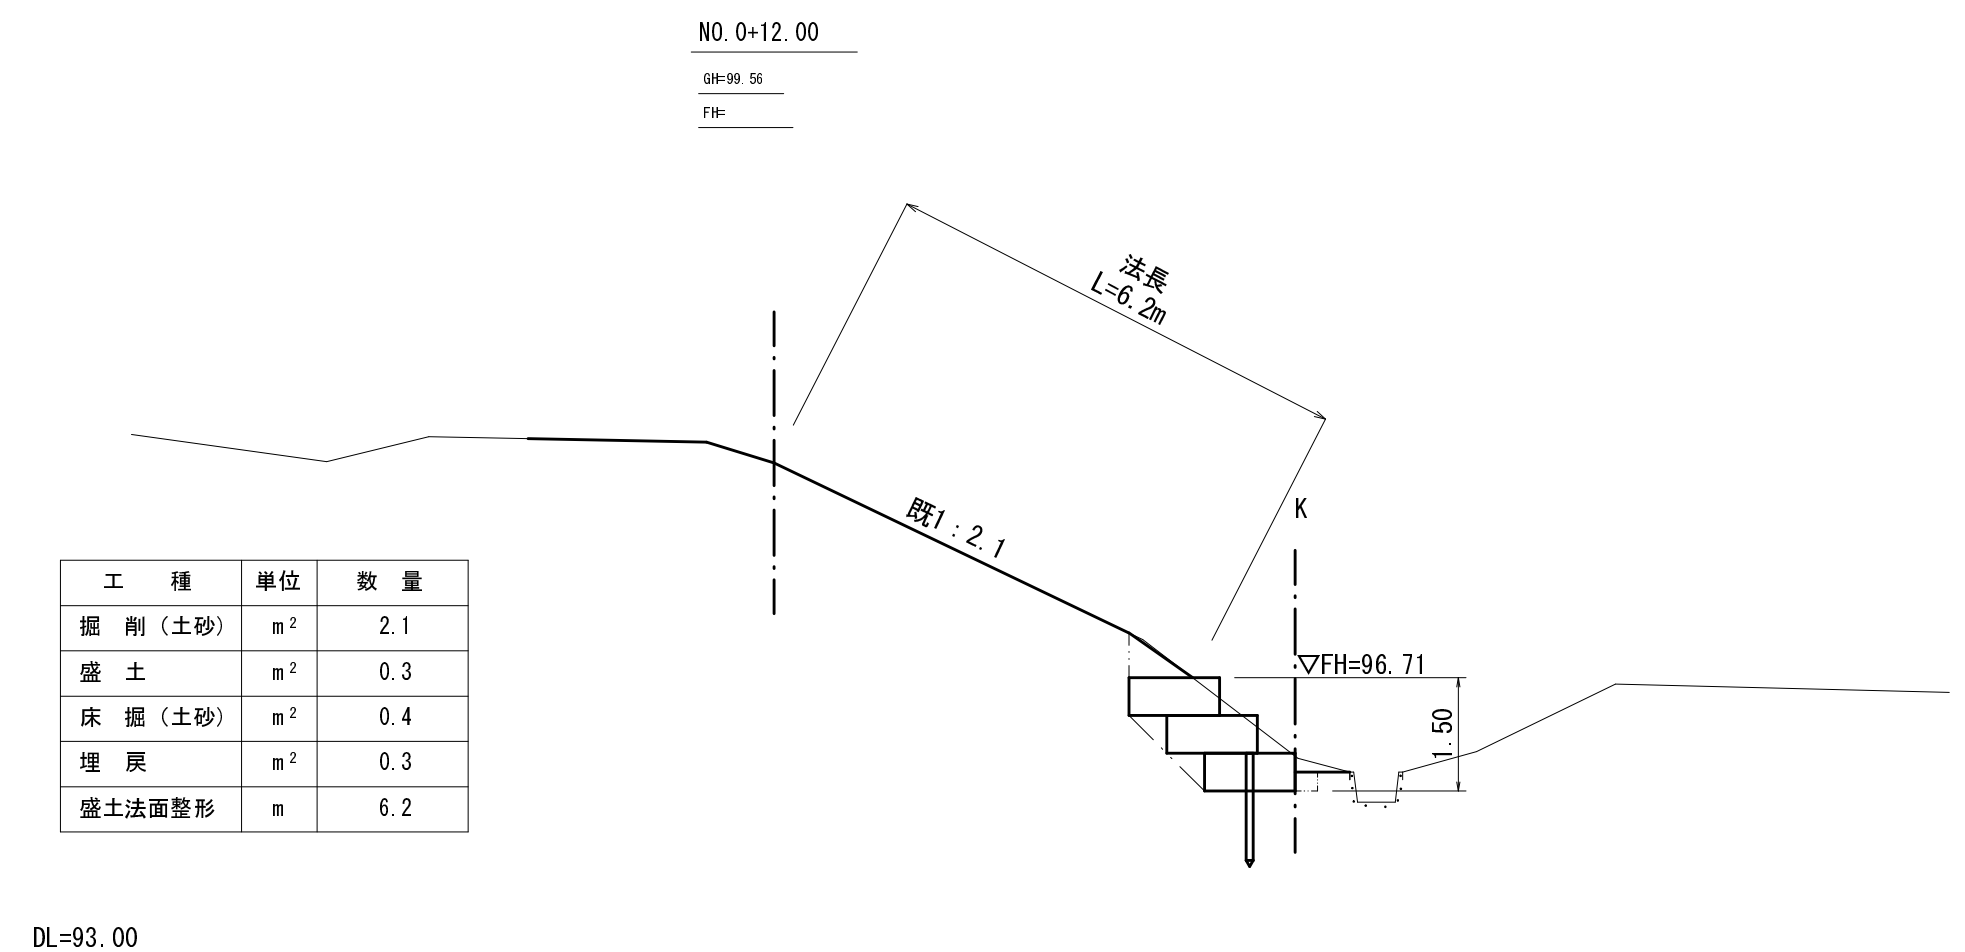 NO.0+12.00
GH=99.56
FH=
法長
L=6.2m
既1:2.1
K
▽FH=96.71
1.50
工　種 単位 数　量
掘　削（土砂） m² 2.1
盛　土 m² 0.3
床　掘（土砂） m² 0.4
埋　戻 m² 0.3
盛土法面整形 m 6.2
DL=93.00